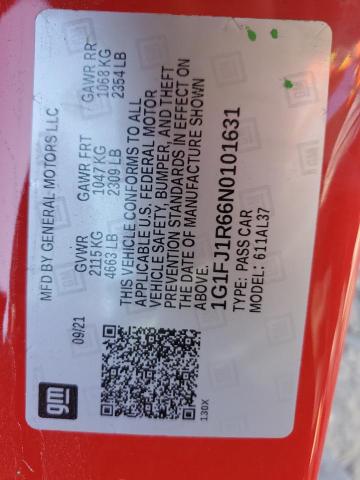 MFD BY GENERAL MOTORS LLC
09/21 GVWR GAWR FRT GAWR RR
2115 KG 1047 KG 1068 KG
4663 LB 2309 LB 2354 LB
THIS VEHICLE CONFORMS TO ALL
APPLICABLE U.S. FEDERAL MOTOR
VEHICLE SAFETY, BUMPER, AND THEFT
PREVENTION STANDARDS IN EFFECT ON
THE DATE OF MANUFACTURE SHOWN
ABOVE.
1G1FJ1R66N0101631
TYPE: PASS CAR
MODEL: 6111AL37
gm
130X